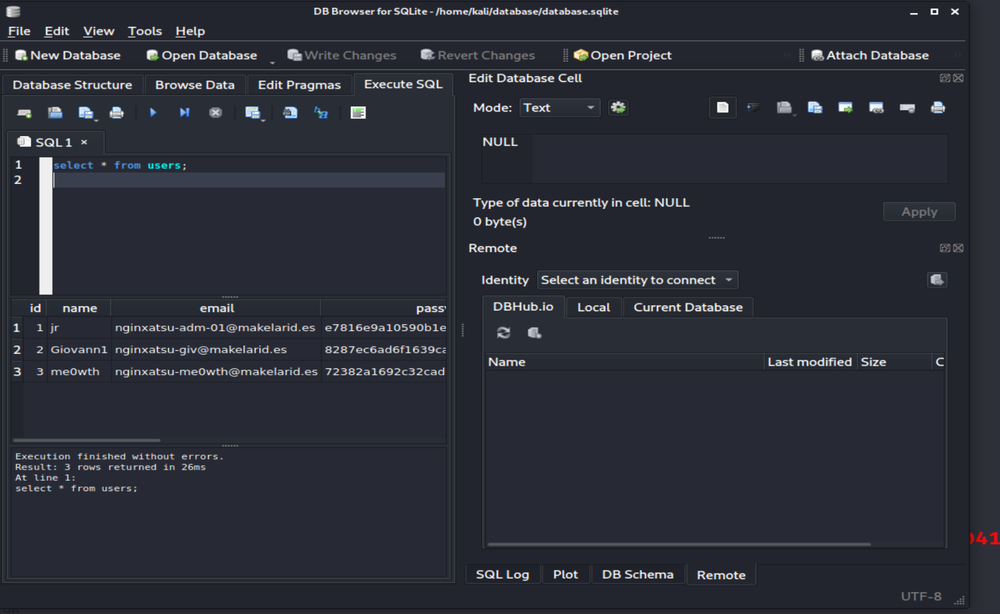 DB Browser for SQLite - /home/kali/database/database.sqlite
File Edit View Tools Help
New Database Open Database Write Changes Revert Changes Open Project Attach Database
Database Structure Browse Data Edit Pragmas Execute SQL
Edit Database Cell
Mode: Text
SQL 1
NULL
1 select * from users;
2
Type of data currently in cell: NULL
0 byte(s)
Apply
Remote
Identity Select an identity to connect
DBHub.io Local Current Database
Name Last modified Size C
id name email passw
1 1 jr nginxatsu-adm-01@makelarid.es e7816e9a10590b1e
2 2 Giovann1 nginxatsu-giv@makelarid.es 8287ec6ad6f1639ca
3 3 me0wth nginxatsu-me0wth@makelarid.es 72382a1692c32cad
Execution finished without errors.
Result: 3 rows returned in 26ms
At line 1:
select * from users;
041
SQL Log Plot DB Schema Remote
UTF-8